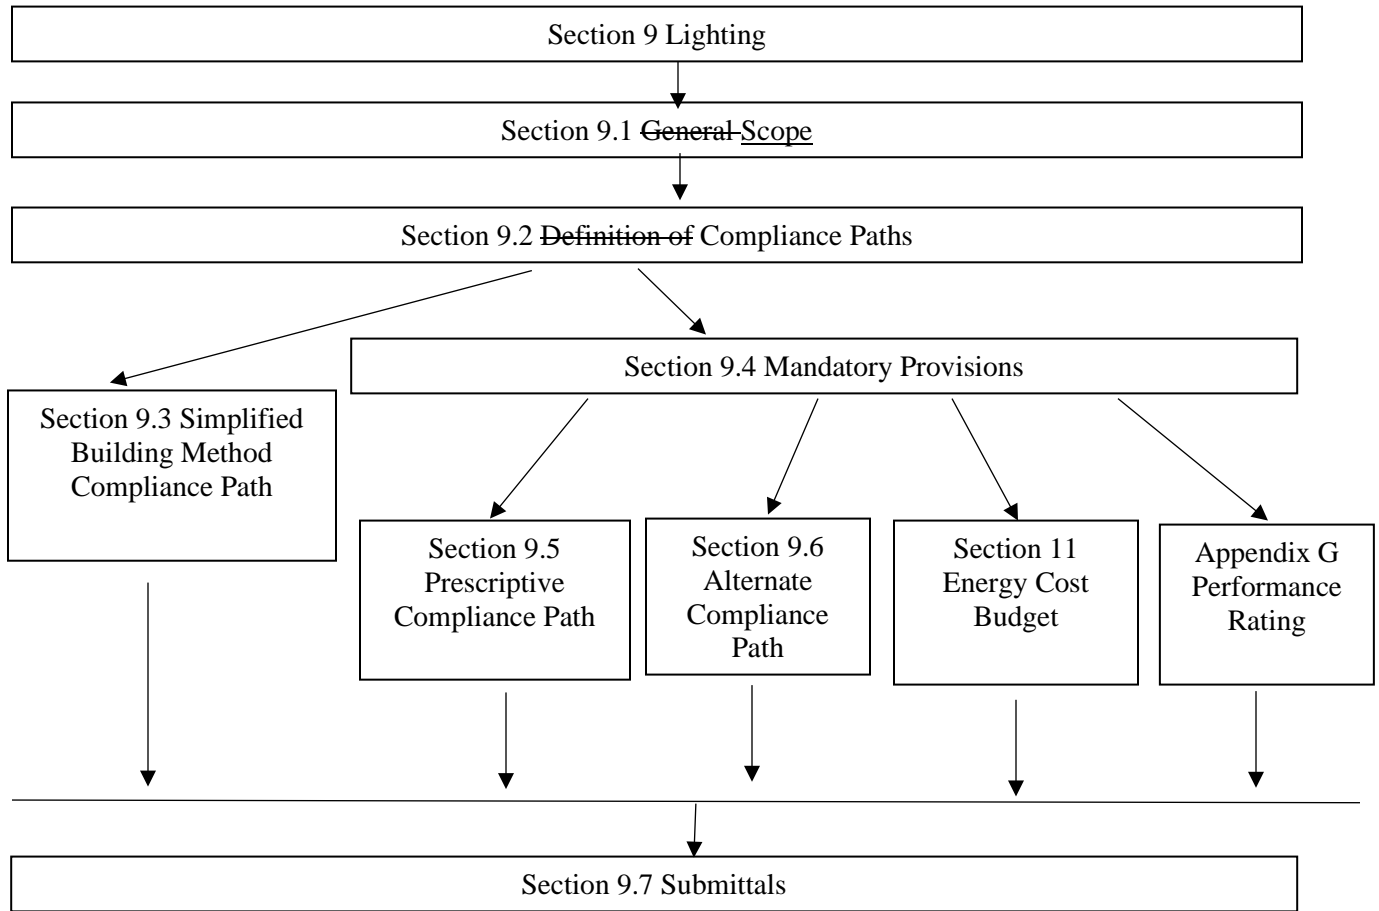 Section 9 Lighting
Section 9.1 General Scope
Section 9.2 Definition of Compliance Paths
Section 9.4 Mandatory Provisions
Section 9.3 Simplified
Building Method
Compliance Path
Section 9.5
Prescriptive
Compliance Path
Section 9.6
Alternate
Compliance
Path
Section 11
Energy Cost
Budget
Appendix G
Performance
Rating
Section 9.7 Submittals